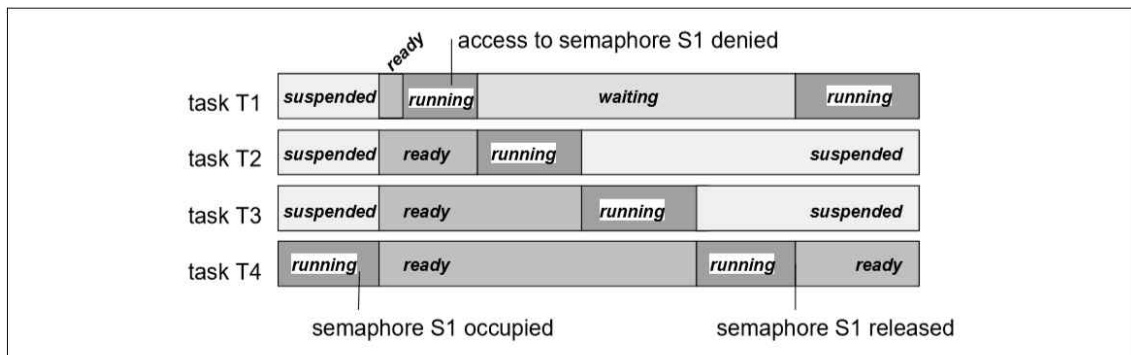 ready
access to semaphore S1 denied
task T1 suspended running waiting running
task T2 suspended ready running suspended
task T3 suspended ready running suspended
task T4 running ready running ready
semaphore S1 occupied semaphore S1 released